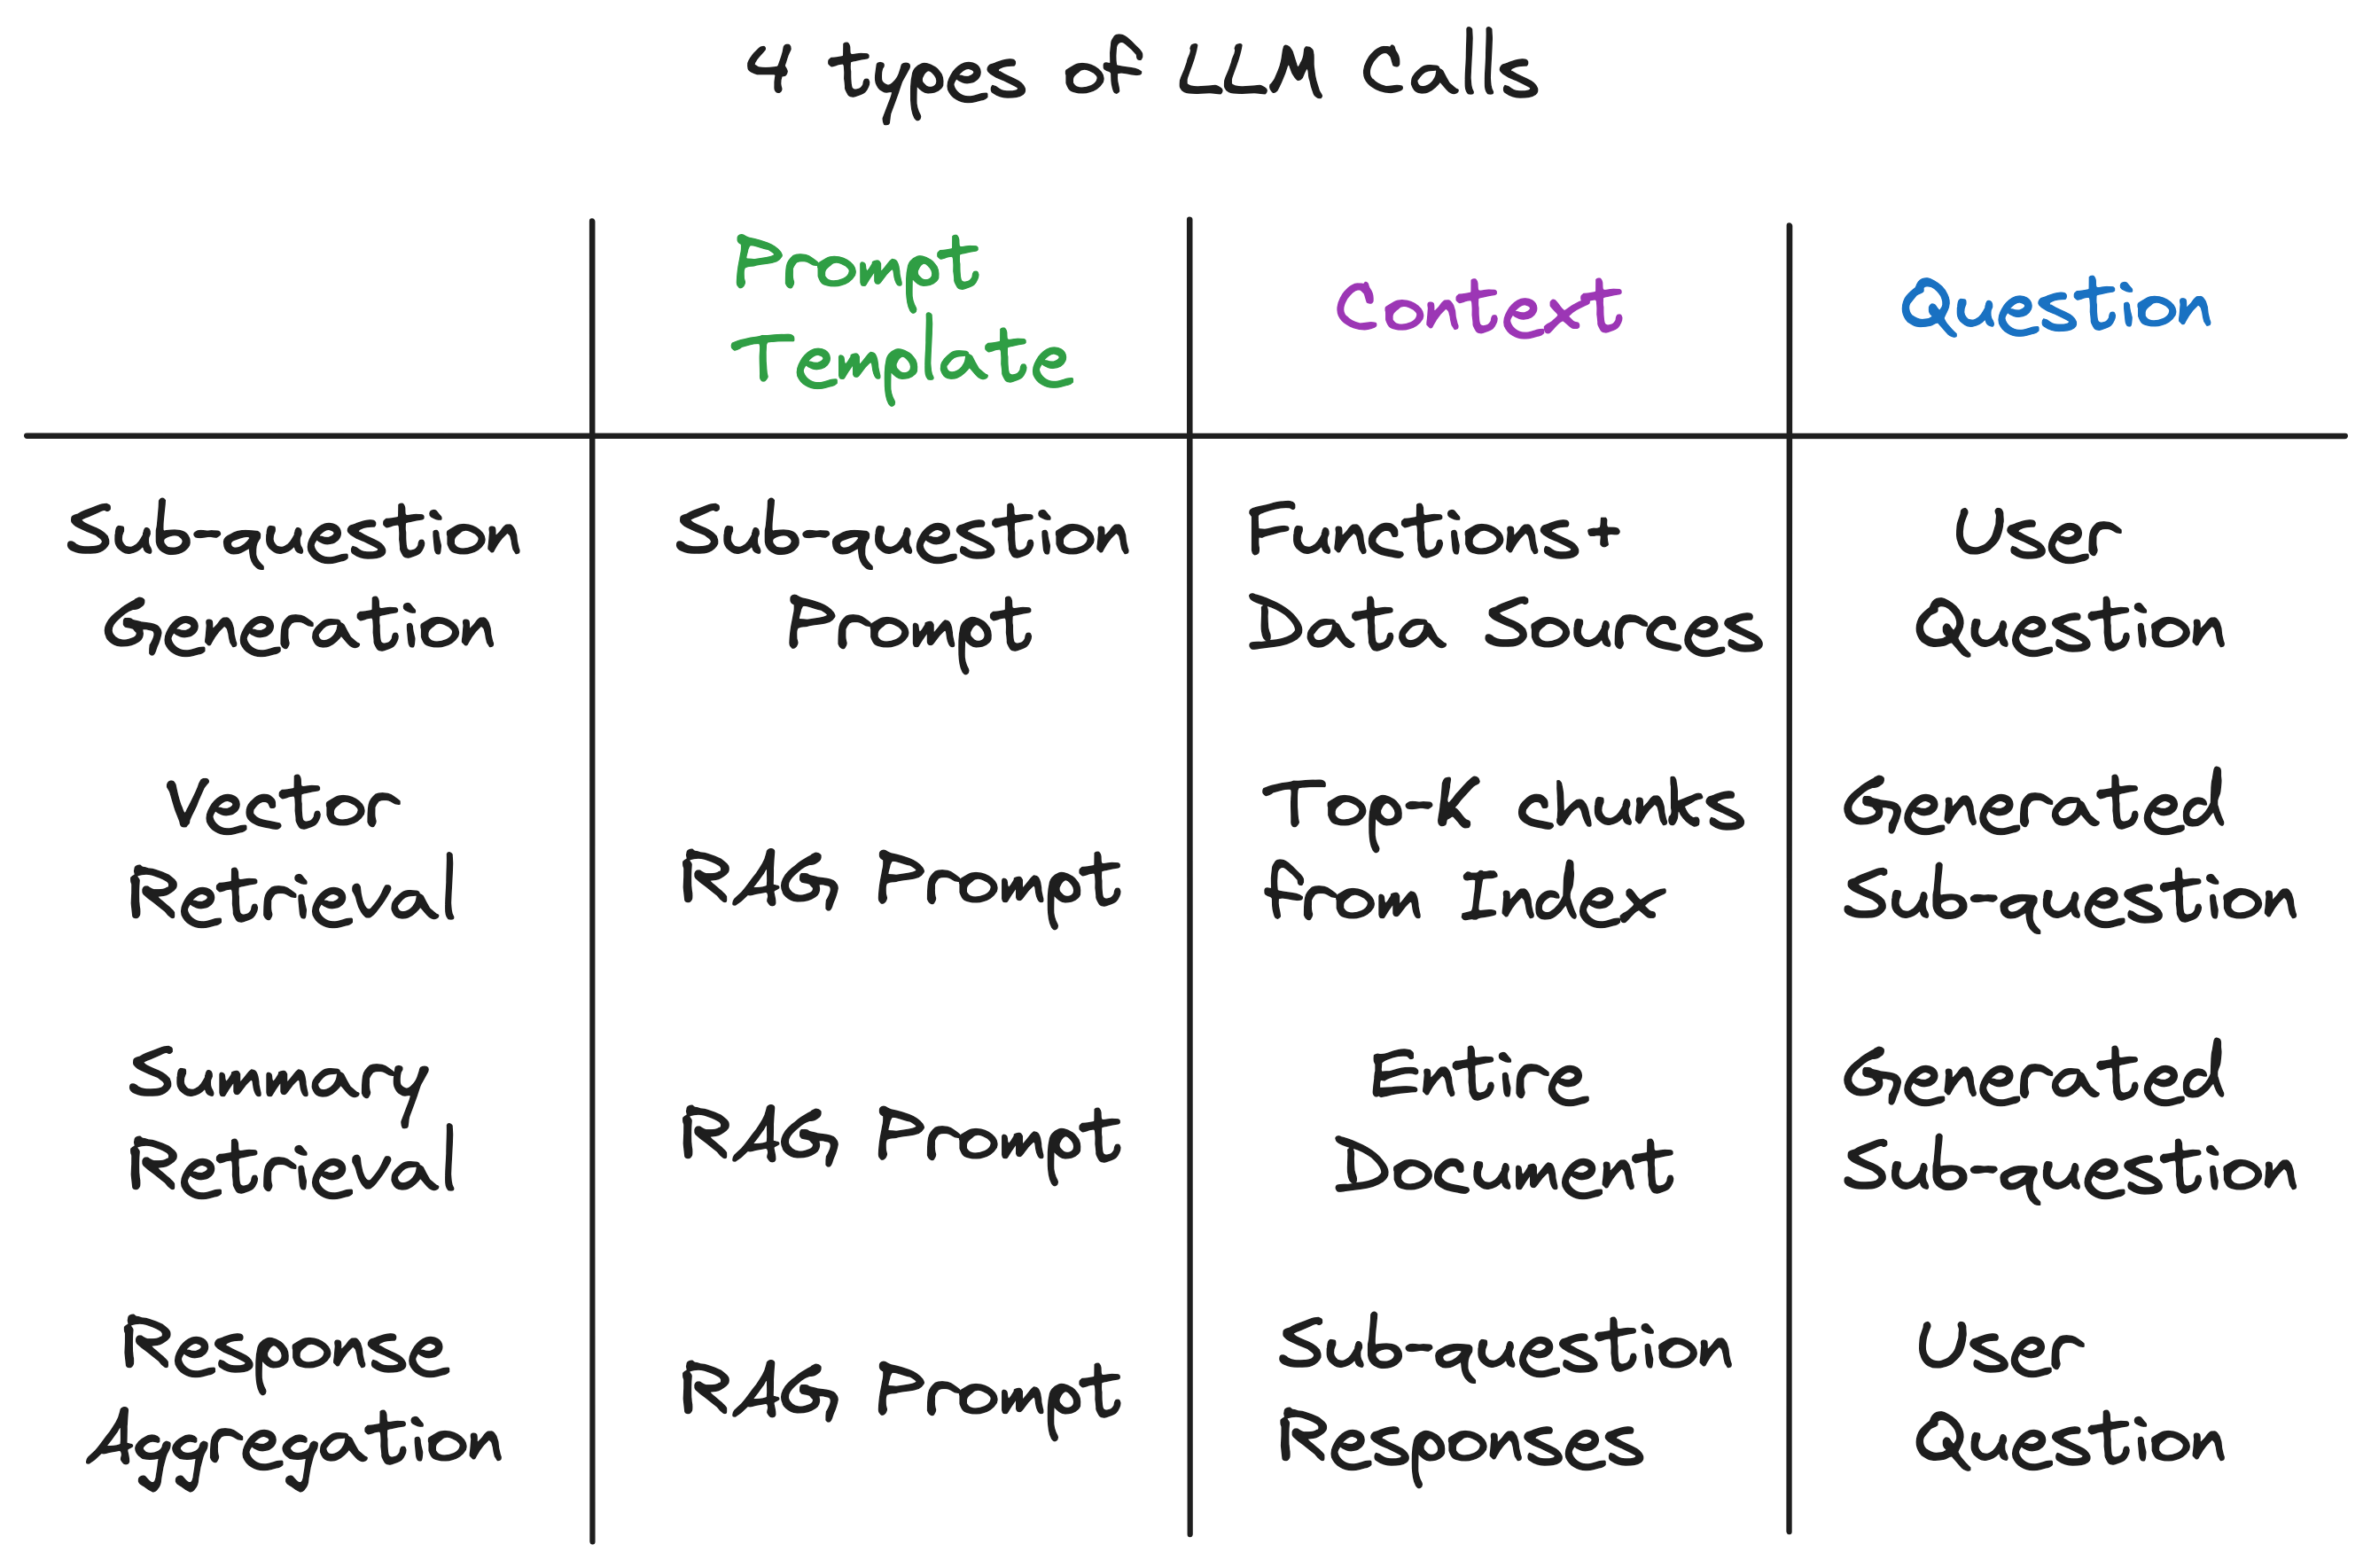 4 types of LLM Calls
Prompt
Template
Context
Question
Sub-question
Generation
Sub-question
Prompt
Functions+
Data Sources
User
Question
Vector
Retrieval
RAG Prompt
Top-K chunks
from Index
Generated
Sub-question
Summary
Retrieval
RAG Prompt
Entire
Document
Generated
Sub-question
Response
Aggregation
RAG Prompt
Sub-question
Responses
User
Question